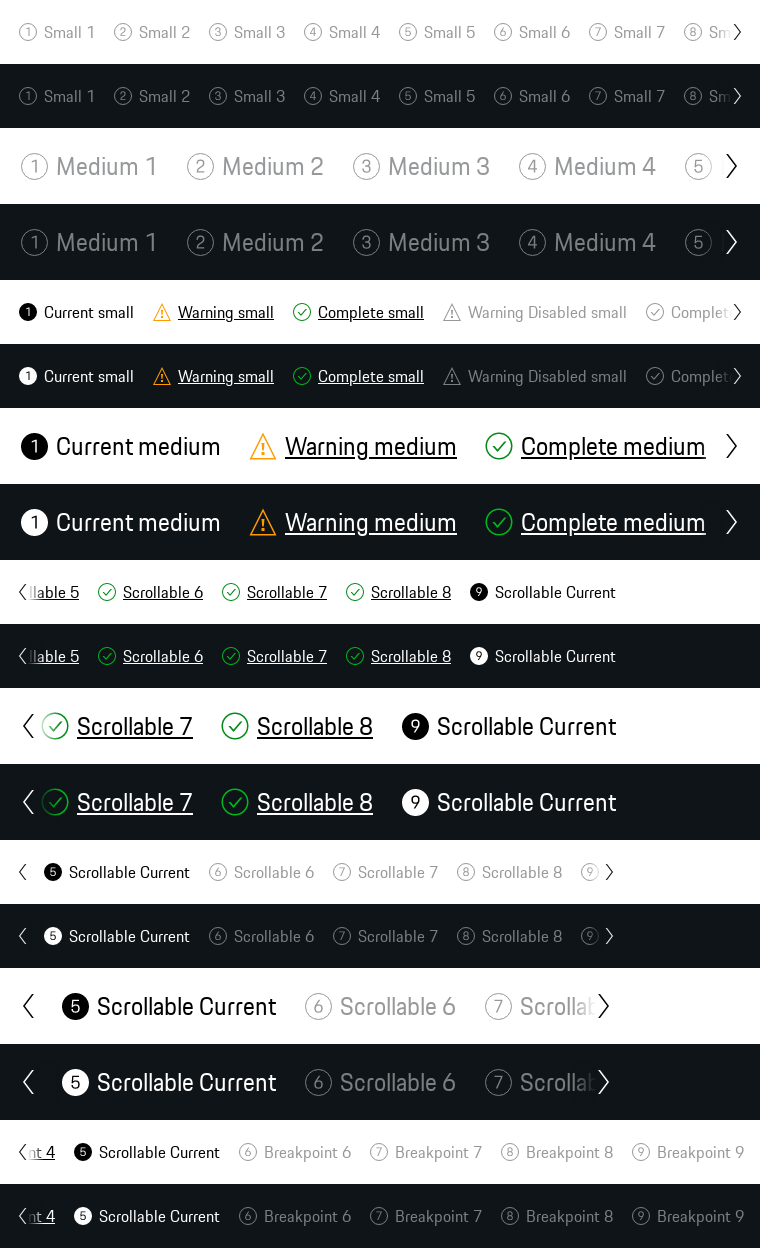 1 Small 1 2 Small 2 3 Small 3 4 Small 4 5 Small 5 6 Small 6 7 Small 7 8 Sm
1 Small 1 2 Small 2 3 Small 3 4 Small 4 5 Small 5 6 Small 6 7 Small 7 8 Sm
1 Medium 1 2 Medium 2 3 Medium 3 4 Medium 4 5
1 Medium 1 2 Medium 2 3 Medium 3 4 Medium 4 5
1 Current small Warning small Complete small Warning Disabled small Complet
1 Current small Warning small Complete small Warning Disabled small Complet
1 Current medium Warning medium Complete medium
1 Current medium Warning medium Complete medium
llable 5 Scrollable 6 Scrollable 7 Scrollable 8 9 Scrollable Current
llable 5 Scrollable 6 Scrollable 7 Scrollable 8 9 Scrollable Current
Scrollable 7 Scrollable 8 9 Scrollable Current
Scrollable 7 Scrollable 8 9 Scrollable Current
5 Scrollable Current 6 Scrollable 6 7 Scrollable 7 8 Scrollable 8 9
5 Scrollable Current 6 Scrollable 6 7 Scrollable 7 8 Scrollable 8 9
5 Scrollable Current 6 Scrollable 6 7 Scrollab
5 Scrollable Current 6 Scrollable 6 7 Scrollab
nt 4 5 Scrollable Current 6 Breakpoint 6 7 Breakpoint 7 8 Breakpoint 8 9 Breakpoint 9
nt 4 5 Scrollable Current 6 Breakpoint 6 7 Breakpoint 7 8 Breakpoint 8 9 Breakpoint 9